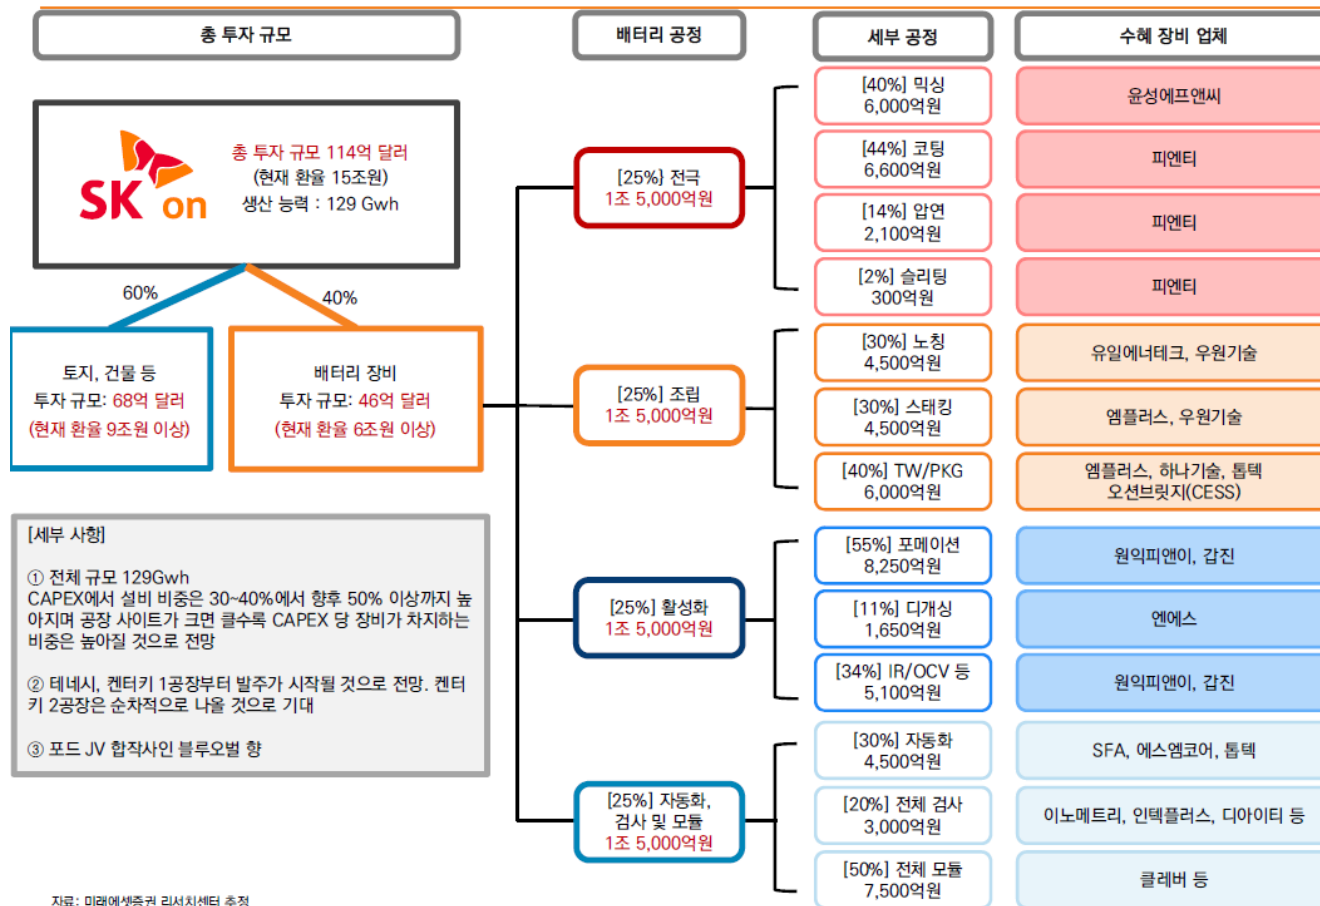 총 투자 규모
배터리 공정
세부 공정
수혜 장비 업체
SK on
총 투자 규모 114억 달러
(현재 환율 15조원)
생산 능력 : 129 Gwh
60%
40%
토지, 건물 등
투자 규모: 68억 달러
(현재 환율 9조원 이상)
배터리 장비
투자 규모: 46억 달러
(현재 환율 6조원 이상)
[세부 사항]
① 전체 규모 129Gwh
CAPEX에서 설비 비중은 30~40%에서 향후 50% 이상까지 높
아지며 공장 사이트가 크면 클수록 CAPEX 당 장비가 차지하는
비중은 높아질 것으로 전망
② 테네시, 켄터키 1공장부터 발주가 시작될 것으로 전망. 켄터
키 2공장은 순차적으로 나올 것으로 기대
③ 포드 JV 합작사인 블루오벌 향
[25%} 전극
1조 5,000억원
[40%] 믹싱
6,000억원
윤성에프앤씨
[44%] 코팅
6,600억원
피엔티
[14%] 압연
2,100억원
피엔티
[2%] 슬리팅
300억원
피엔티
[25%] 조립
1조 5,000억원
[30%] 노칭
4,500억원
유일에너테크, 우원기술
[30%] 스태킹
4,500억원
엠플러스, 우원기술
[40%] TW/PKG
6,000억원
엠플러스, 하나기술, 톱텍
오션브릿지(CESS)
[25%] 활성화
1조 5,000억원
[55%] 포메이션
8,250억원
원익피앤이, 갑진
[11%] 디개싱
1,650억원
엔에스
[34%] IR/OCV 등
5,100억원
원익피앤이, 갑진
[25%] 자동화,
검사 및 모듈
1조 5,000억원
[30%] 자동화
4,500억원
SFA, 에스엠코어, 톱텍
[20%] 전체 검사
3,000억원
이노메트리, 인텍플러스, 디아이티 등
[50%] 전체 모듈
7,500억원
클레버 등
자료: 미래에셋증권 리서치센터 추정